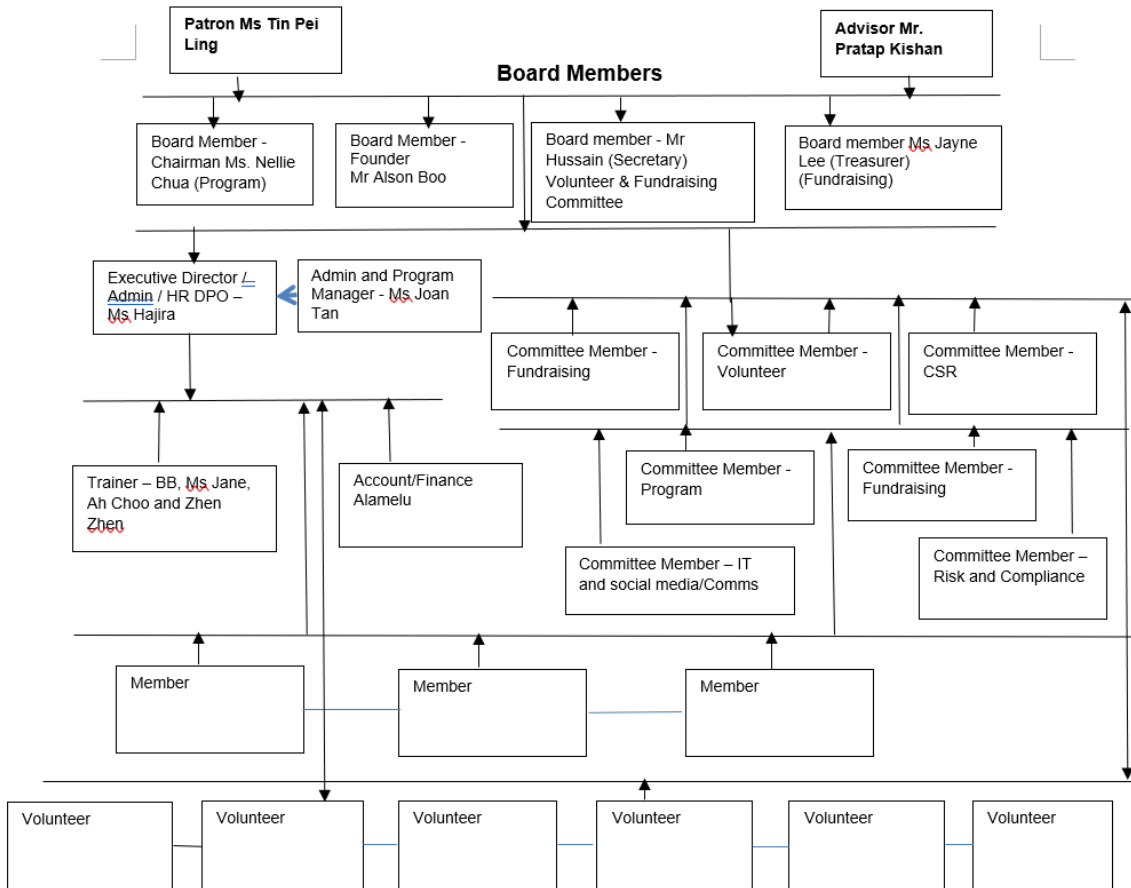 Patron Ms Tin Pei
Ling
Advisor Mr.
Pratap Kishan
Board Members
Board Member -
Chairman Ms. Nellie
Chua (Program)
Board Member -
Founder
Mr Alson Boo
Board member - Mr
Hussain (Secretary)
Volunteer & Fundraising
Committee
Board member Ms Jayne
Lee (Treasurer)
(Fundraising)
Executive Director /
Admin / HR DPO –
Ms Hajira
Admin and Program
Manager - Ms Joan
Tan
Committee Member -
Fundraising
Committee Member -
Volunteer
Committee Member -
CSR
Trainer – BB, Ms Jane,
Ah Choo and Zhen
Zhen
Account/Finance
Alamelu
Committee Member -
Program
Committee Member -
Fundraising
Committee Member – IT
and social media/Comms
Committee Member –
Risk and Compliance
Member
Member
Member
Volunteer
Volunteer
Volunteer
Volunteer
Volunteer
Volunteer